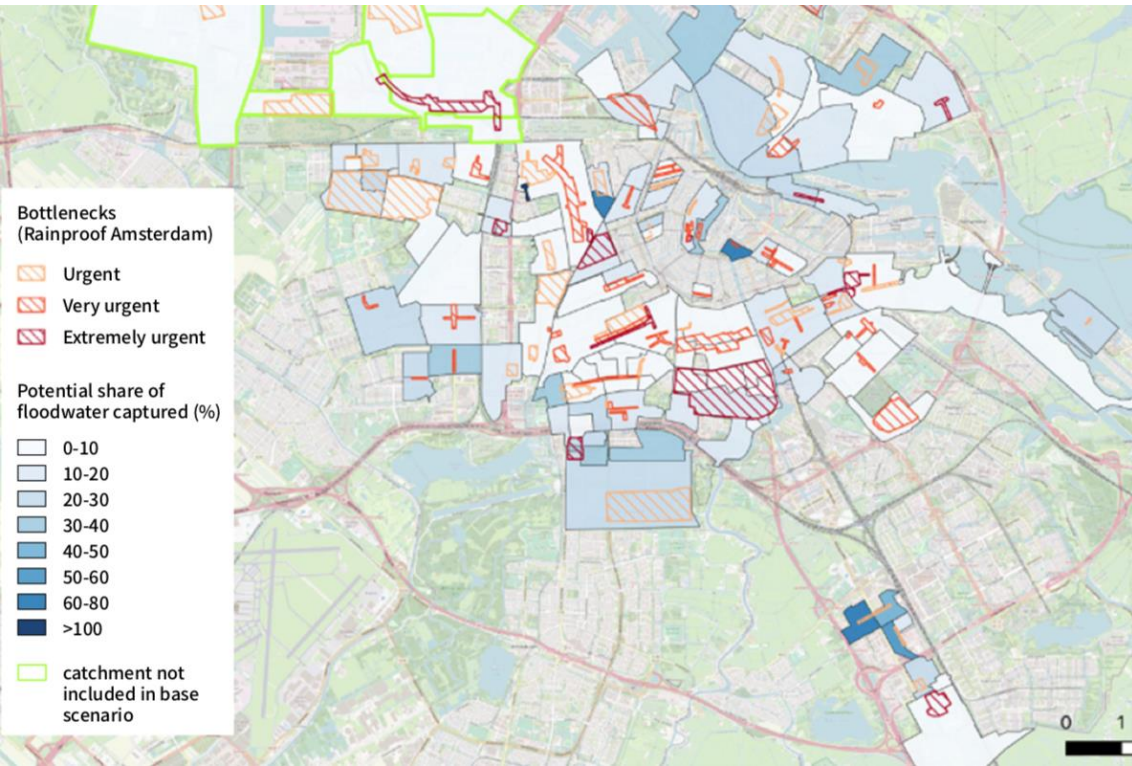 Bottlenecks
(Rainproof Amsterdam)
Urgent
Very urgent
Extremely urgent
Potential share of
floodwater captured (%)
0-10
10-20
20-30
30-40
40-50
50-60
60-80
>100
catchment not
included in base
scenario
0 1